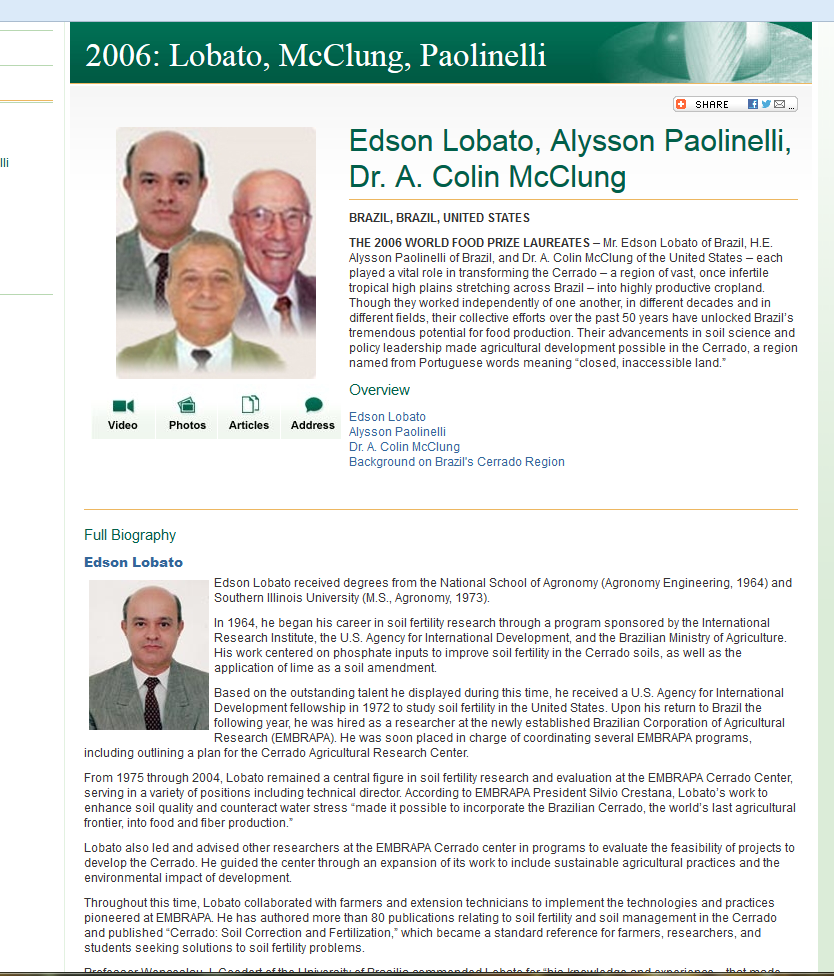 2006: Lobato, McClung, Paolinelli
SHARE
...
lli
Edson Lobato, Alysson Paolinelli,
Dr. A. Colin McClung
BRAZIL, BRAZIL, UNITED STATES
THE 2006 WORLD FOOD PRIZE LAUREATES – Mr. Edson Lobato of Brazil, H.E.
Alysson Paolinelli of Brazil, and Dr. A. Colin McClung of the United States – each
played a vital role in transforming the Cerrado – a region of vast, once infertile
tropical high plains stretching across Brazil – into highly productive cropland.
Though they worked independently of one another, in different decades and in
different fields, their collective efforts over the past 50 years have unlocked Brazil's
tremendous potential for food production. Their advancements in soil science and
policy leadership made agricultural development possible in the Cerrado, a region
named from Portuguese words meaning “closed, inaccessible land.”
Video
Photos
Articles
Address
Overview
Edson Lobato
Alysson Paolinelli
Dr. A. Colin McClung
Background on Brazil's Cerrado Region
Full Biography
Edson Lobato
Edson Lobato received degrees from the National School of Agronomy (Agronomy Engineering, 1964) and
Southern Illinois University (M.S., Agronomy, 1973).
In 1964, he began his career in soil fertility research through a program sponsored by the International
Research Institute, the U.S. Agency for International Development, and the Brazilian Ministry of Agriculture.
His work centered on phosphate inputs to improve soil fertility in the Cerrado soils, as well as the
application of lime as a soil amendment.
Based on the outstanding talent he displayed during this time, he received a U.S. Agency for International
Development fellowship in 1972 to study soil fertility in the United States. Upon his return to Brazil the
following year, he was hired as a researcher at the newly established Brazilian Corporation of Agricultural
Research (EMBRAPA). He was soon placed in charge of coordinating several EMBRAPA programs,
including outlining a plan for the Cerrado Agricultural Research Center.
From 1975 through 2004, Lobato remained a central figure in soil fertility research and evaluation at the EMBRAPA Cerrado Center,
serving in a variety of positions including technical director. According to EMBRAPA President Silvio Crestana, Lobato's work to
enhance soil quality and counteract water stress “made it possible to incorporate the Brazilian Cerrado, the world's last agricultural
frontier, into food and fiber production.”
Lobato also led and advised other researchers at the EMBRAPA Cerrado center in programs to evaluate the feasibility of projects to
develop the Cerrado. He guided the center through an expansion of its work to include sustainable agricultural practices and the
environmental impact of development.
Throughout this time, Lobato collaborated with farmers and extension technicians to implement the technologies and practices
pioneered at EMBRAPA. He has authored more than 80 publications relating to soil fertility and soil management in the Cerrado
and published “Cerrado: Soil Correction and Fertilization,” which became a standard reference for farmers, researchers, and
students seeking solutions to soil fertility problems.